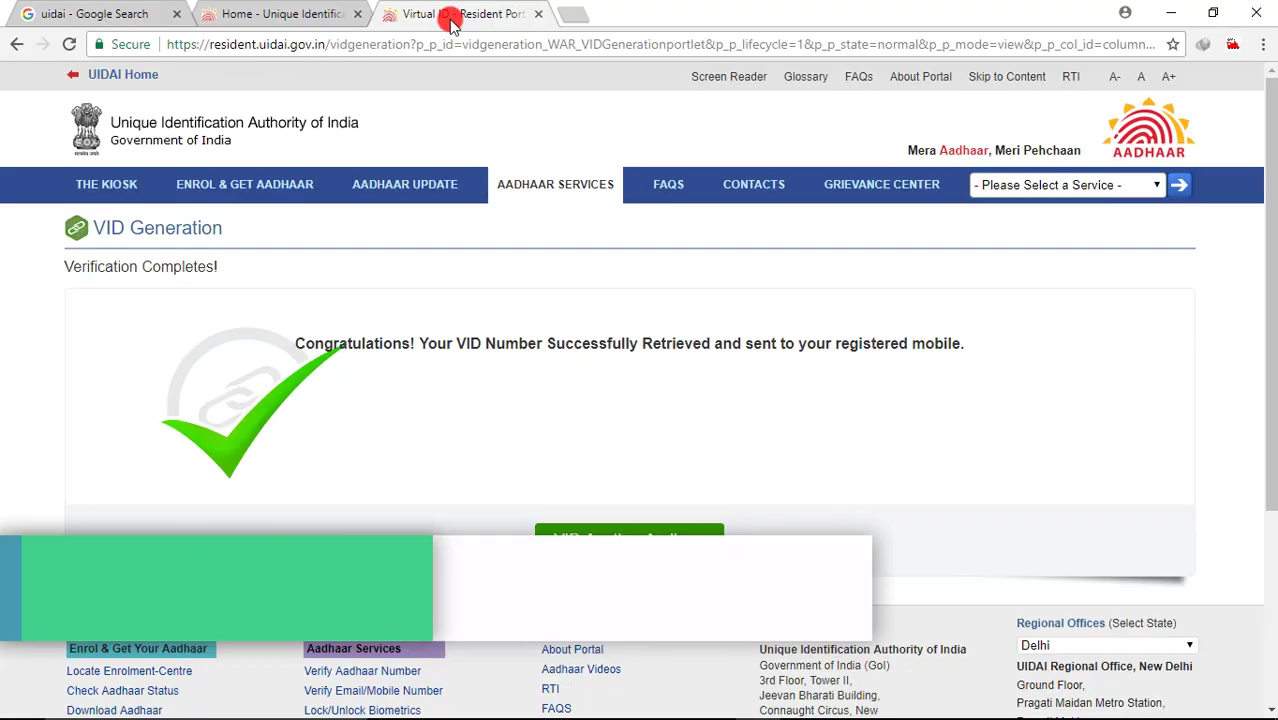 uidai - Google Search
Home - Unique Identifica
Virtual ID - Resident Port
Secure
https://resident.uidai.gov.in/vidgeneration?p_p_id=vidgeneration_WAR_VIDGenerationportlet&p_p_lifecycle=1&p_p_state=normal&p_p_mode=view&p_p_col_id=column...
UIDAI Home
Screen Reader
Glossary
FAQs
About Portal
Skip to Content
RTI
A-
A
A+
Unique Identification Authority of India
Government of India
Mera Aadhaar, Meri Pehchaan
AADHAAR
THE KIOSK
ENROL & GET AADHAAR
AADHAAR UPDATE
AADHAAR SERVICES
FAQS
CONTACTS
GRIEVANCE CENTER
- Please Select a Service -
VID Generation
Verification Completes!
Congratulations! Your VID Number Successfully Retrieved and sent to your registered mobile.
Enrol & Get Your Aadhaar
Locate Enrolment-Centre
Check Aadhaar Status
Download Aadhaar
Aadhaar Services
Verify Aadhaar Number
Verify Email/Mobile Number
Lock/Unlock Biometrics
About Portal
Aadhaar Videos
RTI
FAQS
Unique Identification Authority of India
Government of India (GoI)
3rd Floor, Tower II,
Jeevan Bharati Building,
Connaught Circus, New
Regional Offices (Select State)
Delhi
UIDAI Regional Office, New Delhi
Ground Floor,
Pragati Maidan Metro Station,